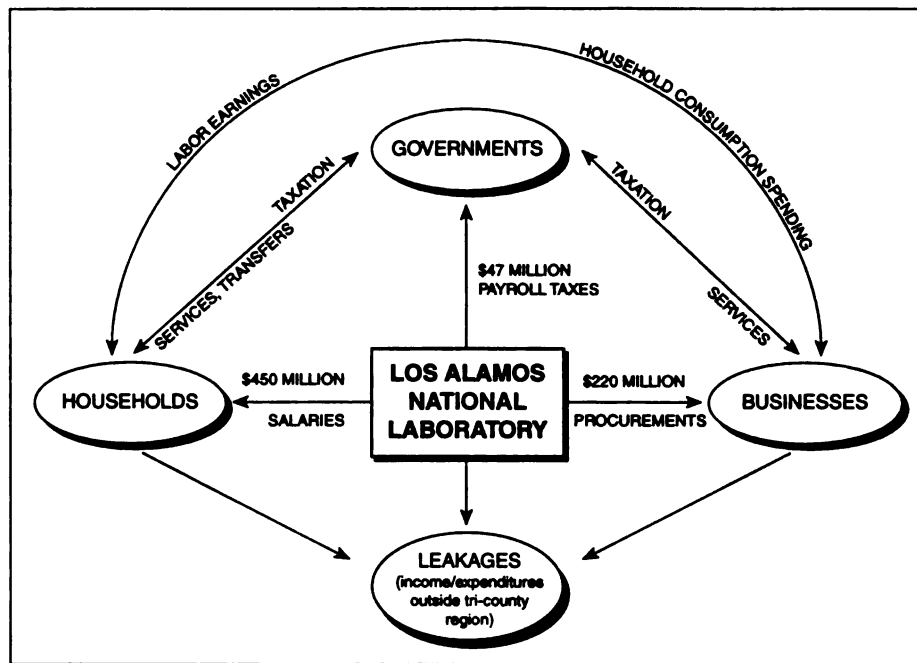 LABOR EARNINGS
HOUSEHOLD CONSUMPTION SPENDING
GOVERNMENTS
TAXATION
SERVICES, TRANSFERS
TAXATION
SERVICES
$47 MILLION
PAYROLL TAXES
HOUSEHOLDS
$450 MILLION
SALARIES
LOS ALAMOS
NATIONAL
LABORATORY
$220 MILLION
PROCUREMENTS
BUSINESSES
LEAKAGES
(income/expenditures
outside tri-county
region)